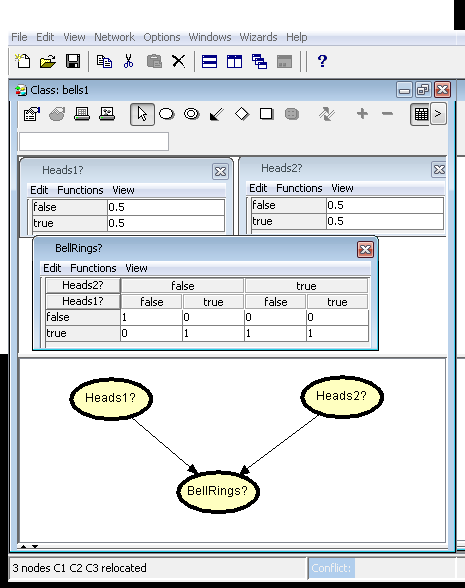 File Edit View Network Options Windows Wizards Help
?
Class: bells1
>
Heads1?
Heads2?
Edit Functions View
Edit Functions View
false 0.5
false 0.5
true 0.5
true 0.5
BellRings?
Edit Functions View
Heads2? false true
Heads1? false true false true
false 1 0 0 0
true 0 1 1 1
Heads1?
Heads2?
BellRings?
3 nodes C1 C2 C3 relocated
Conflict: